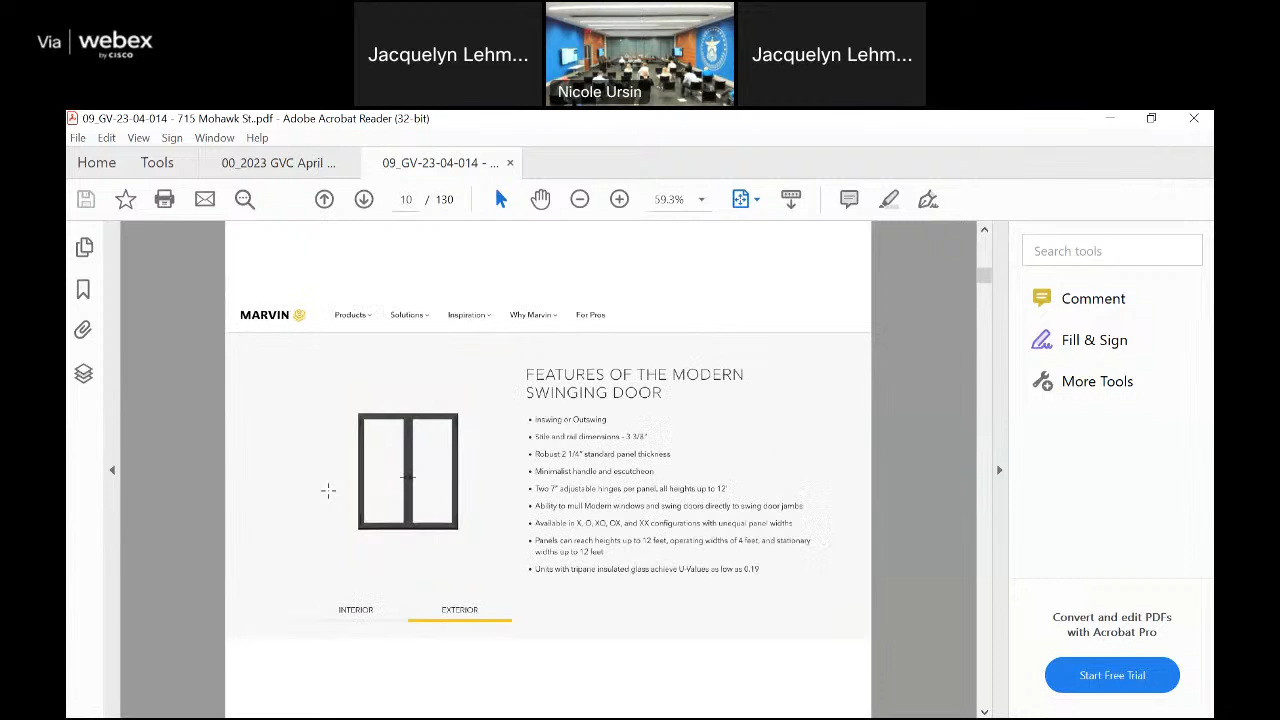 Via webex
by CISCO
Jacquelyn Lehm...
Nicole Ursin
Jacquelyn Lehm...
09_GV-23-04-014 - 715 Mohawk St..pdf - Adobe Acrobat Reader (32-bit)
File Edit View Sign Window Help
Home Tools 00_2023 GVC April ... 09_GV-23-04-014 - ... ×
10 / 130 59.3%
Search tools
Comment
Fill & Sign
More Tools
Convert and edit PDFs
with Acrobat Pro
Start Free Trial
MARVIN Products Solutions Inspiration Why Marvin For Pros
FEATURES OF THE MODERN
SWINGING DOOR
• Inswing or Outswing
• Stile and rail dimensions - 3 3/8"
• Robust 2 1/4" standard panel thickness
• Minimalist handle and escutcheon
• Two 7" adjustable hinges per panel, all heights up to 12'
• Ability to mull Modern windows and swing doors directly to swing door jambs
• Available in X, O, XO, OX, and XX configurations with unequal panel widths
• Panels can reach heights up to 12 feet, operating widths of 4 feet, and stationary
widths up to 12 feet
• Units with tripane insulated glass achieve U-Values as low as 0.19
INTERIOR EXTERIOR